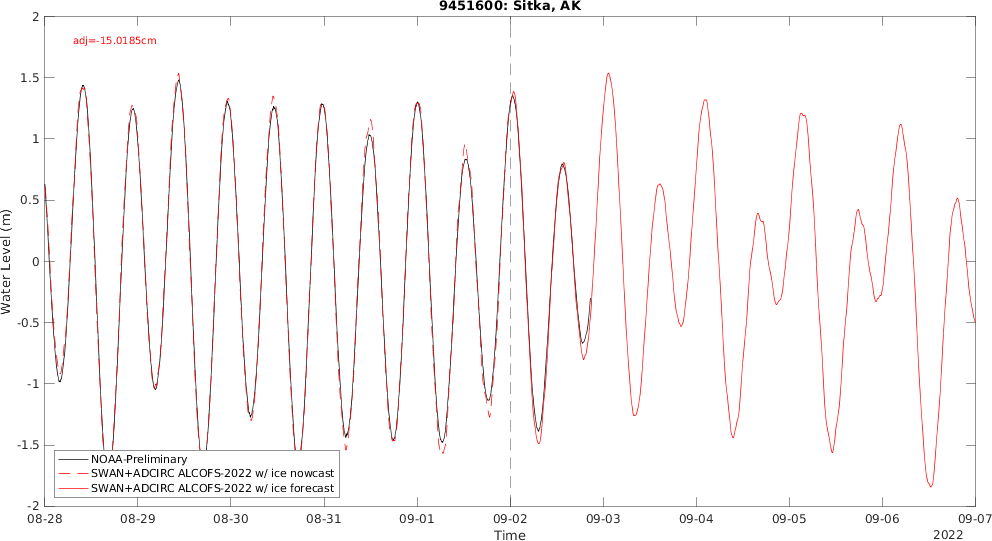 9451600: Sitka, AK
adj=-15.0185cm
2
1.5
1
0.5
0
-0.5
-1
-1.5
-2
Water Level (m)
NOAA-Preliminary
SWAN+ADCIRC ALCOFS-2022 w/ ice nowcast
SWAN+ADCIRC ALCOFS-2022 w/ ice forecast
08-28 08-29 08-30 08-31 09-01 09-02 09-03 09-04 09-05 09-06 09-07
Time
2022